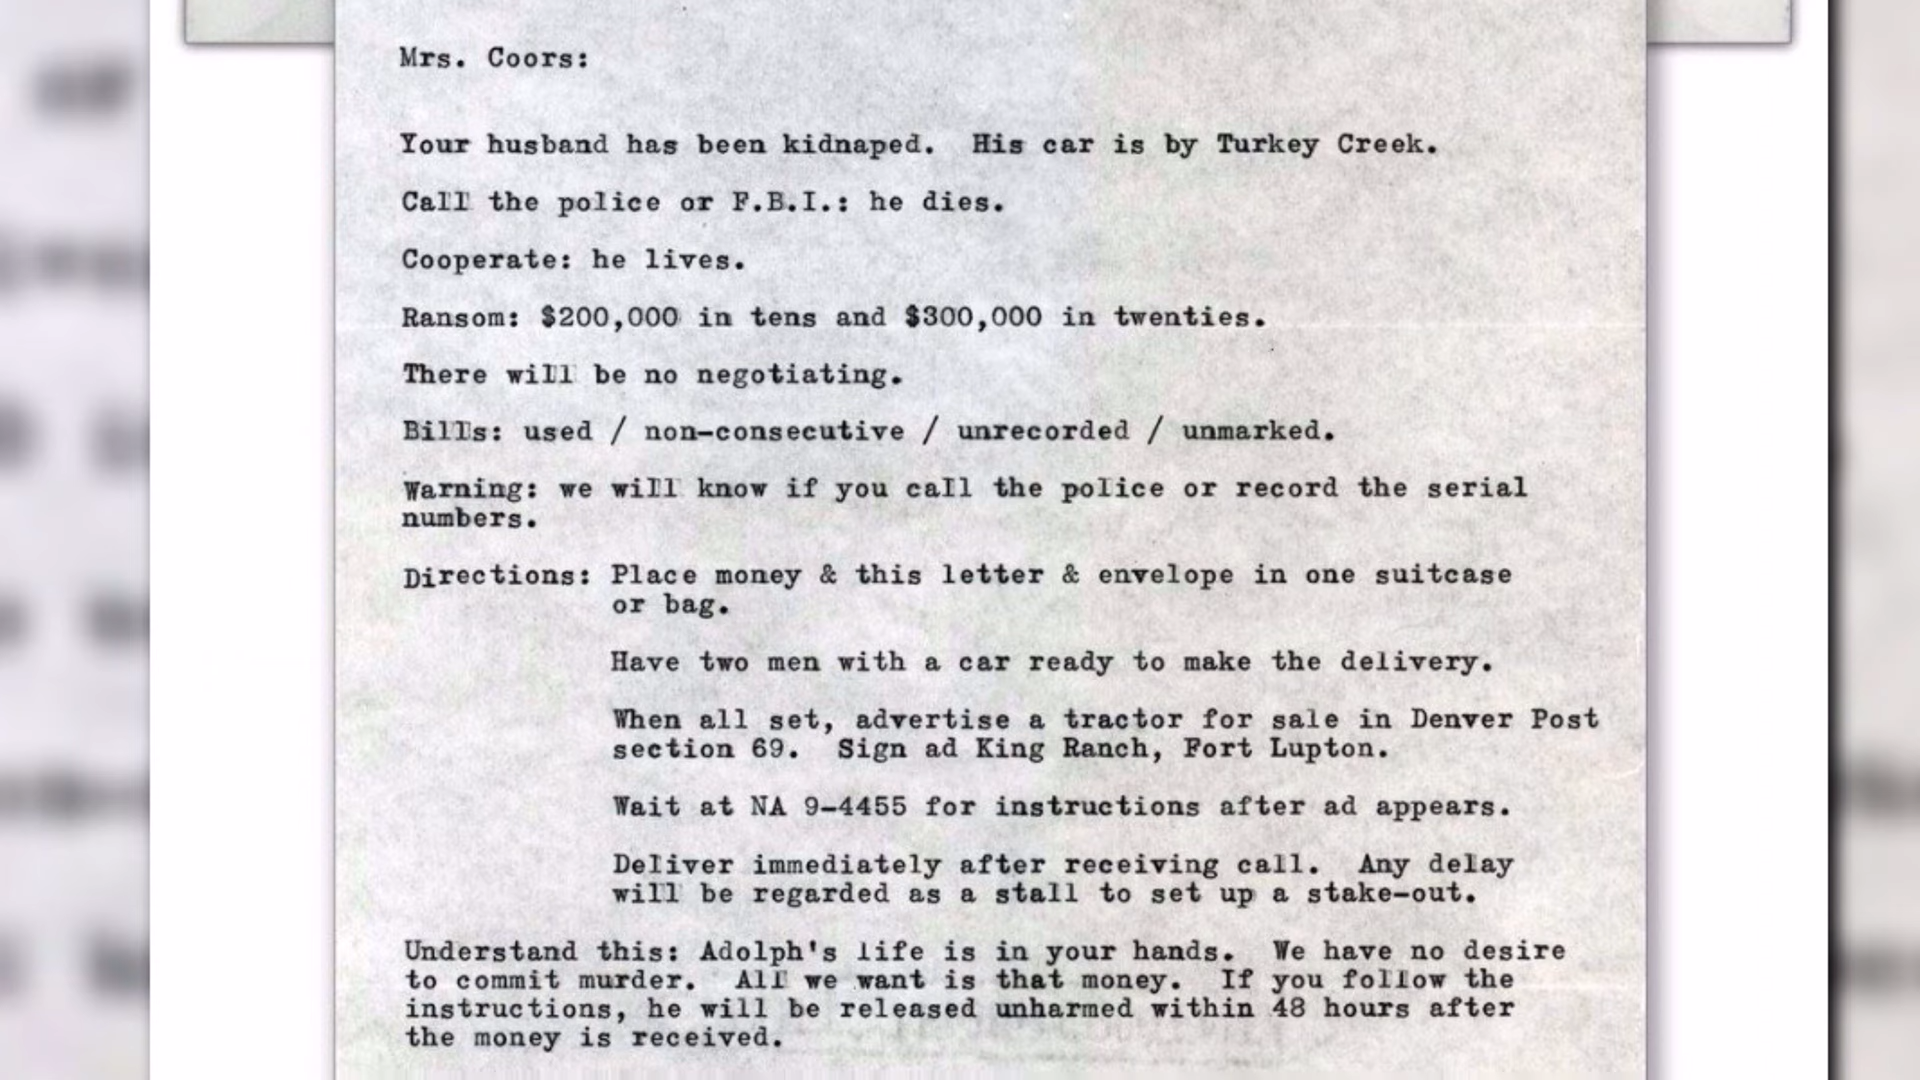 Mrs. Coors:
Your husband has been kidnaped. His car is by Turkey Creek.
Call the police or F.B.I.: he dies.
Cooperate: he lives.
Ransom: $200,000 in tens and $300,000 in twenties.
There will be no negotiating.
Bills: used / non-consecutive / unrecorded / unmarked.
Warning: we will know if you call the police or record the serial
numbers.
Directions: Place money & this letter & envelope in one suitcase
or bag.
Have two men with a car ready to make the delivery.
When all set, advertise a tractor for sale in Denver Post
section 69. Sign ad King Ranch, Fort Lupton.
Wait at NA 9-4455 for instructions after ad appears.
Deliver immediately after receiving call. Any delay
will be regarded as a stall to set up a stake-out.
Understand this: Adolph's life is in your hands. We have no desire
to commit murder. All we want is that money. If you follow the
instructions, he will be released unharmed within 48 hours after
the money is received.